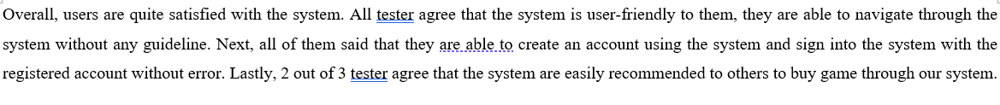 Overall, users are quite satisfied with the system. All tester agree that the system is user-friendly to them, they are able to navigate through the
system without any guideline. Next, all of them said that they are able to create an account using the system and sign into the system with the
registered account without error. Lastly, 2 out of 3 tester agree that the system are easily recommended to others to buy game through our system.